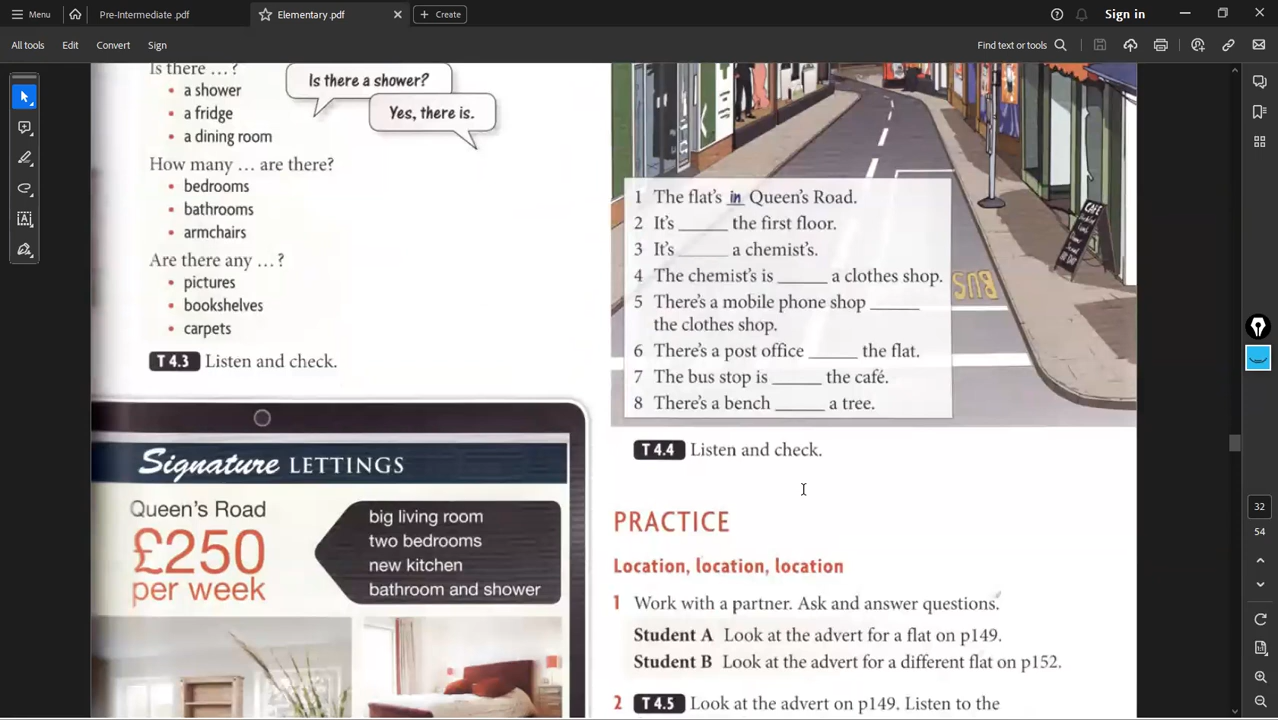 Menu
Pre-Intermediate .pdf
Elementary.pdf
Create
Sign in
All tools
Edit
Convert
Sign
Find text or tools
Is there … ?
• a shower
• a fridge
• a dining room
How many … are there?
• bedrooms
• bathrooms
• armchairs
Are there any … ?
• pictures
• bookshelves
• carpets
T 4.3 Listen and check.
Is there a shower?
Yes, there is.
Signature LETTINGS
Queen's Road
£250
per week
big living room
two bedrooms
new kitchen
bathroom and shower
CAFE
BUS
1 The flat's in Queen's Road.
2 It's ______ the first floor.
3 It's ______ a chemist's.
4 The chemist's is ______ a clothes shop.
5 There's a mobile phone shop ______
the clothes shop.
6 There's a post office ______ the flat.
7 The bus stop is ______ the café.
8 There's a bench ______ a tree.
T 4.4 Listen and check.
PRACTICE
Location, location, location
1 Work with a partner. Ask and answer questions.
Student A Look at the advert for a flat on p149.
Student B Look at the advert for a different flat on p152.
2 T 4.5 Look at the advert on p149. Listen to the
32
54